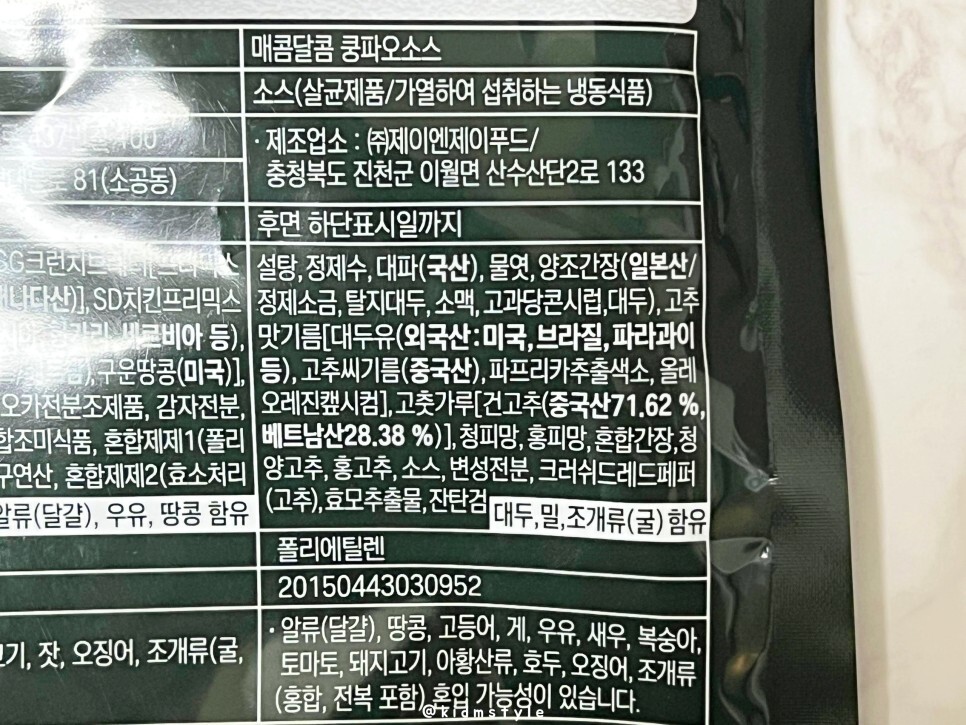 매콤달콤 쿵파오소스
소스(살균제품/가열하여 섭취하는 냉동식품)
· 제조업소 : ㈜제이엔제이푸드/
충청북도 진천군 이월면 산수산단2로 133
81(소공동)
후면 하단표시일까지
설탕, 정제수, 대파(국산), 물엿, 양조간장(일본산/
정제소금, 탈지대두, 소맥, 고과당콘시럽,대두), 고추
맛기름[대두유(외국산:미국, 브라질, 파라과이
등), 고추씨기름(중국산), 파프리카추출색소, 올레
오레진캪시컴], 고춧가루[건고추(중국산71.62 %,
베트남산28.38 %)], 청피망, 홍피망, 혼합간장, 청
양고추, 홍고추, 소스, 변성전분, 크러쉬드레드페퍼
(고추), 효모추출물, 잔탄검
대두,밀,조개류(굴) 함유
SD치킨프리믹스
세르비아 등),
구운땅콩(미국)],
오카전분조제품, 감자전분,
합조미식품, 혼합제제1(폴리
구연산, 혼합제제2(효소처리
알류(달걀), 우유, 땅콩 함유
폴리에틸렌
20150443030952
· 알류(달걀), 땅콩, 고등어, 게, 우유, 새우, 복숭아,
토마토, 돼지고기, 아황산류, 호두, 오징어, 조개류
(홍합, 전복 포함) 혼입 가능성이 있습니다.
고기, 잣, 오징어, 조개류(굴,
@kidmstyle